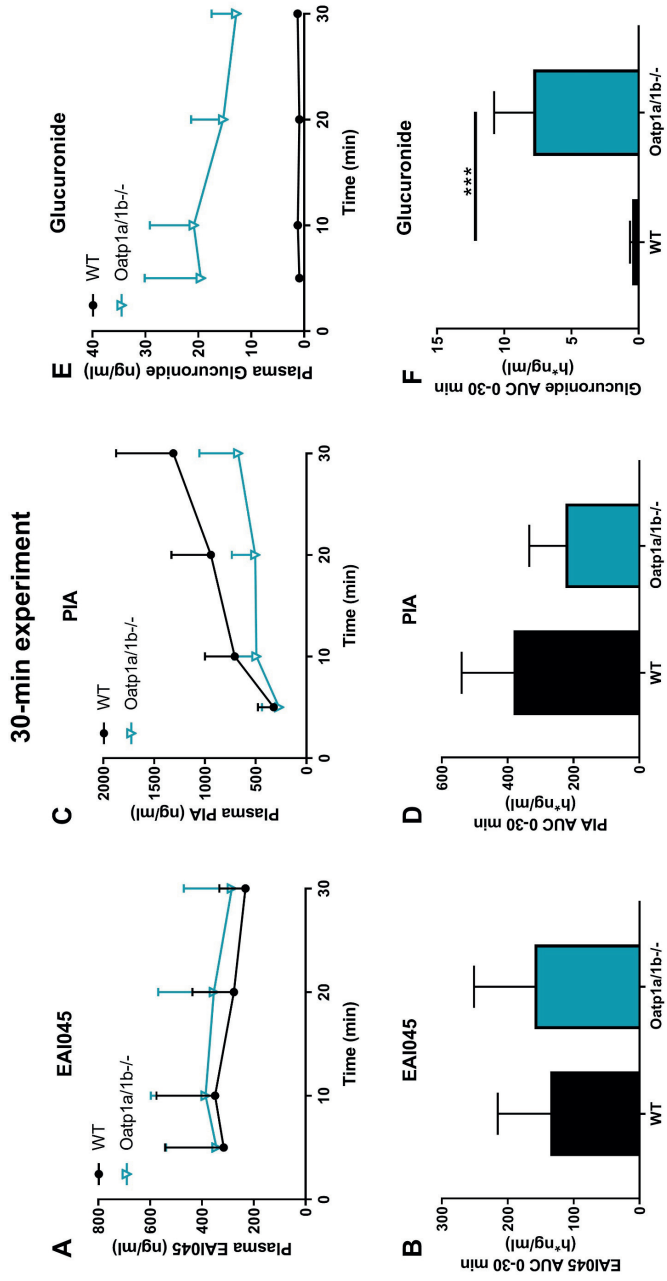 30-min experiment
A
EAI045
WT
Oatp1a/1b-/-
Plasma EAI045 (ng/ml)
800
600
400
200
0
10
20
30
Time (min)
C
PIA
WT
Oatp1a/1b-/-
Plasma PIA (ng/ml)
2000
1500
1000
500
0
0
10
20
30
Time (min)
E
Glucuronide
WT
Oatp1a/1b-/-
Plasma Glucuronide (ng/ml)
40
30
20
10
0
0
10
20
30
Time (min)
B
EAI045
EAI045 AUC 0-30 min
(h*ng/ml)
300
200
100
0
WT
Oatp1a/1b-/-
D
PIA
PIA AUC 0-30 min
(h*ng/ml)
600
400
200
0
WT
Oatp1a/1b-/-
F
Glucuronide
***
Glucuronide AUC 0-30 min
(h*ng/ml)
15
10
5
0
WT
Oatp1a/1b-/-